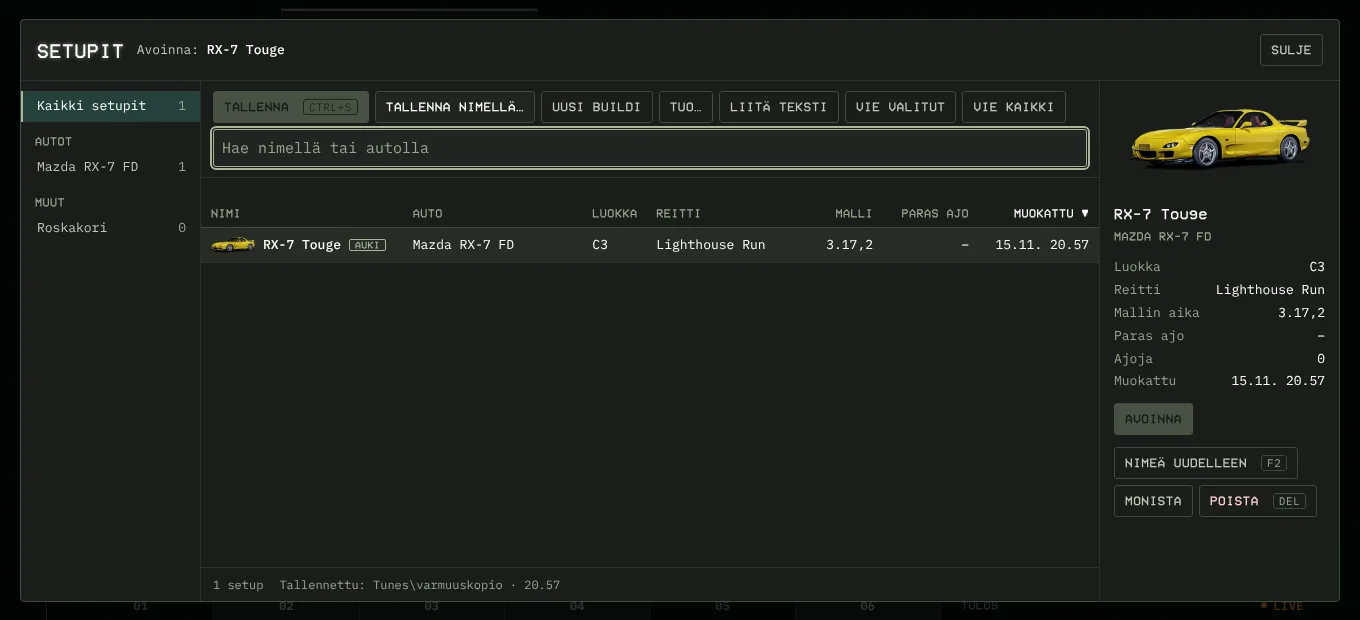 SETUPIT Avoinna: RX-7 Touge SULJE
Kaikki setupit 1
AUTOT
Mazda RX-7 FD 1
MUUT
Roskakori 0
TALLENNA CTRL+S TALLENNA NIMELLÄ… UUSI BUILDI TUO… LIITÄ TEKSTI VIE VALITUT VIE KAIKKI
Hae nimellä tai autolla
NIMI AUTO LUOKKA REITTI MALLI PARAS AJO MUOKATTU ▼
RX-7 Touge AUKI Mazda RX-7 FD C3 Lighthouse Run 3.17,2 – 15.11. 20.57
1 setup Tallennettu: Tunes\varmuuskopio · 20.57
RX-7 Touge
MAZDA RX-7 FD
Luokka C3
Reitti Lighthouse Run
Mallin aika 3.17,2
Paras ajo –
Ajoja 0
Muokattu 15.11. 20.57
AVOINNA
NIMEÄ UUDELLEEN F2
MONISTA POISTA DEL
01 02 03 04 05 06 TULOS • LIVE